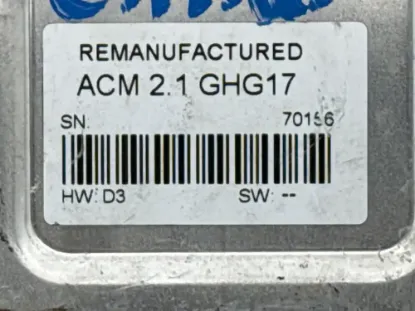 REMANUFACTURED
ACM 2.1 GHG17
SN. 70156
HW: D3 SW: --